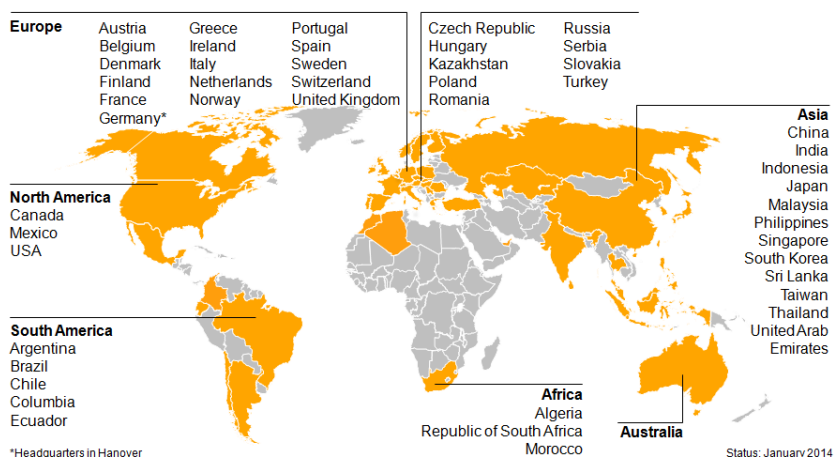 Europe
Austria
Belgium
Denmark
Finland
France
Germany*
Greece
Ireland
Italy
Netherlands
Norway
Portugal
Spain
Sweden
Switzerland
United Kingdom
Czech Republic
Hungary
Kazakhstan
Poland
Romania
Russia
Serbia
Slovakia
Turkey
Asia
China
India
Indonesia
Japan
Malaysia
Philippines
Singapore
South Korea
Sri Lanka
Taiwan
Thailand
United Arab
Emirates
North America
Canada
Mexico
USA
South America
Argentina
Brazil
Chile
Columbia
Ecuador
Africa
Algeria
Republic of South Africa
Morocco
Australia
*Headquarters in Hanover
Status: January 2014